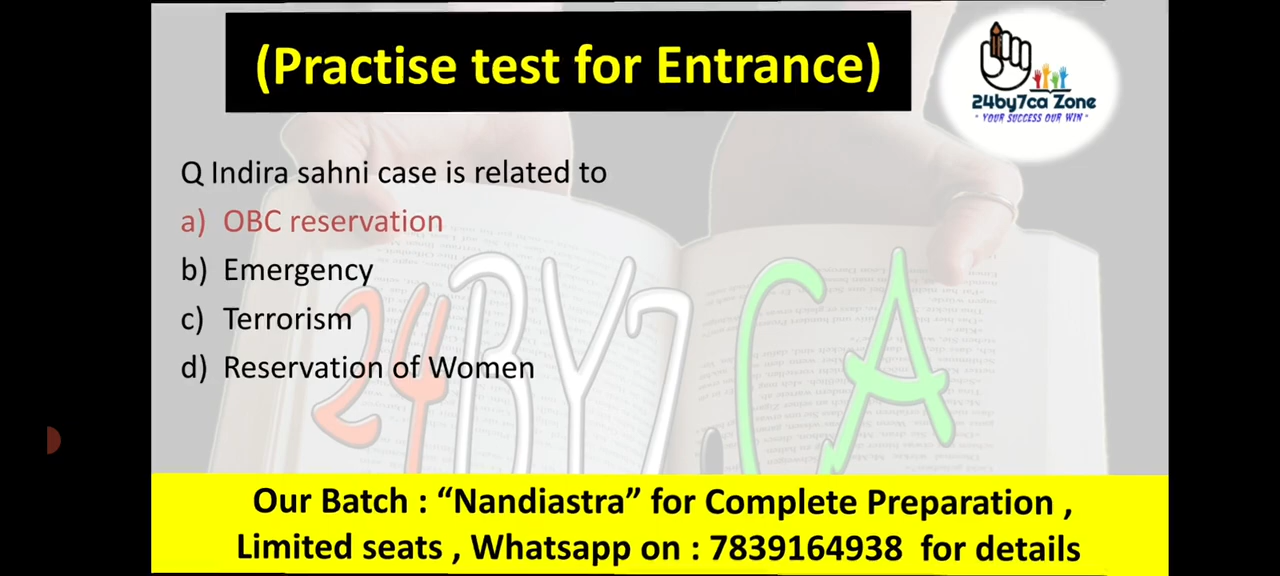 (Practise test for Entrance)
24by7ca Zone
" YOUR SUCCESS OUR WIN "
Q Indira sahni case is related to
a) OBC reservation
b) Emergency
c) Terrorism
d) Reservation of Women
24BY7.CA
Our Batch : “Nandiastra” for Complete Preparation ,
Limited seats , Whatsapp on : 7839164938 for details